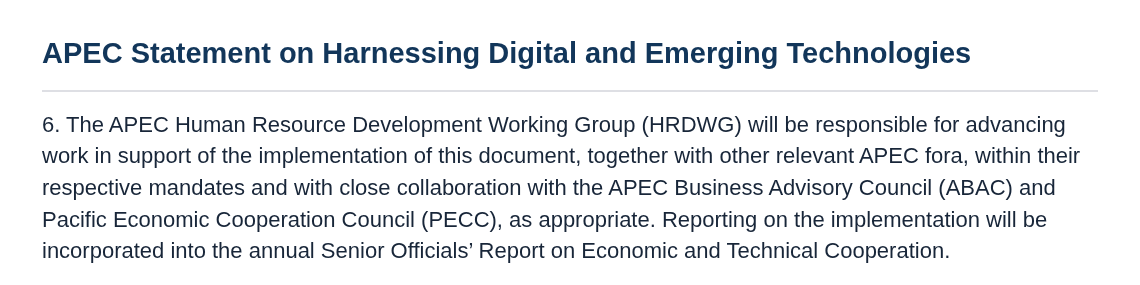 APEC Statement on Harnessing Digital and Emerging Technologies
6. The APEC Human Resource Development Working Group (HRDWG) will be responsible for advancing
work in support of the implementation of this document, together with other relevant APEC fora, within their
respective mandates and with close collaboration with the APEC Business Advisory Council (ABAC) and
Pacific Economic Cooperation Council (PECC), as appropriate. Reporting on the implementation will be
incorporated into the annual Senior Officials’ Report on Economic and Technical Cooperation.